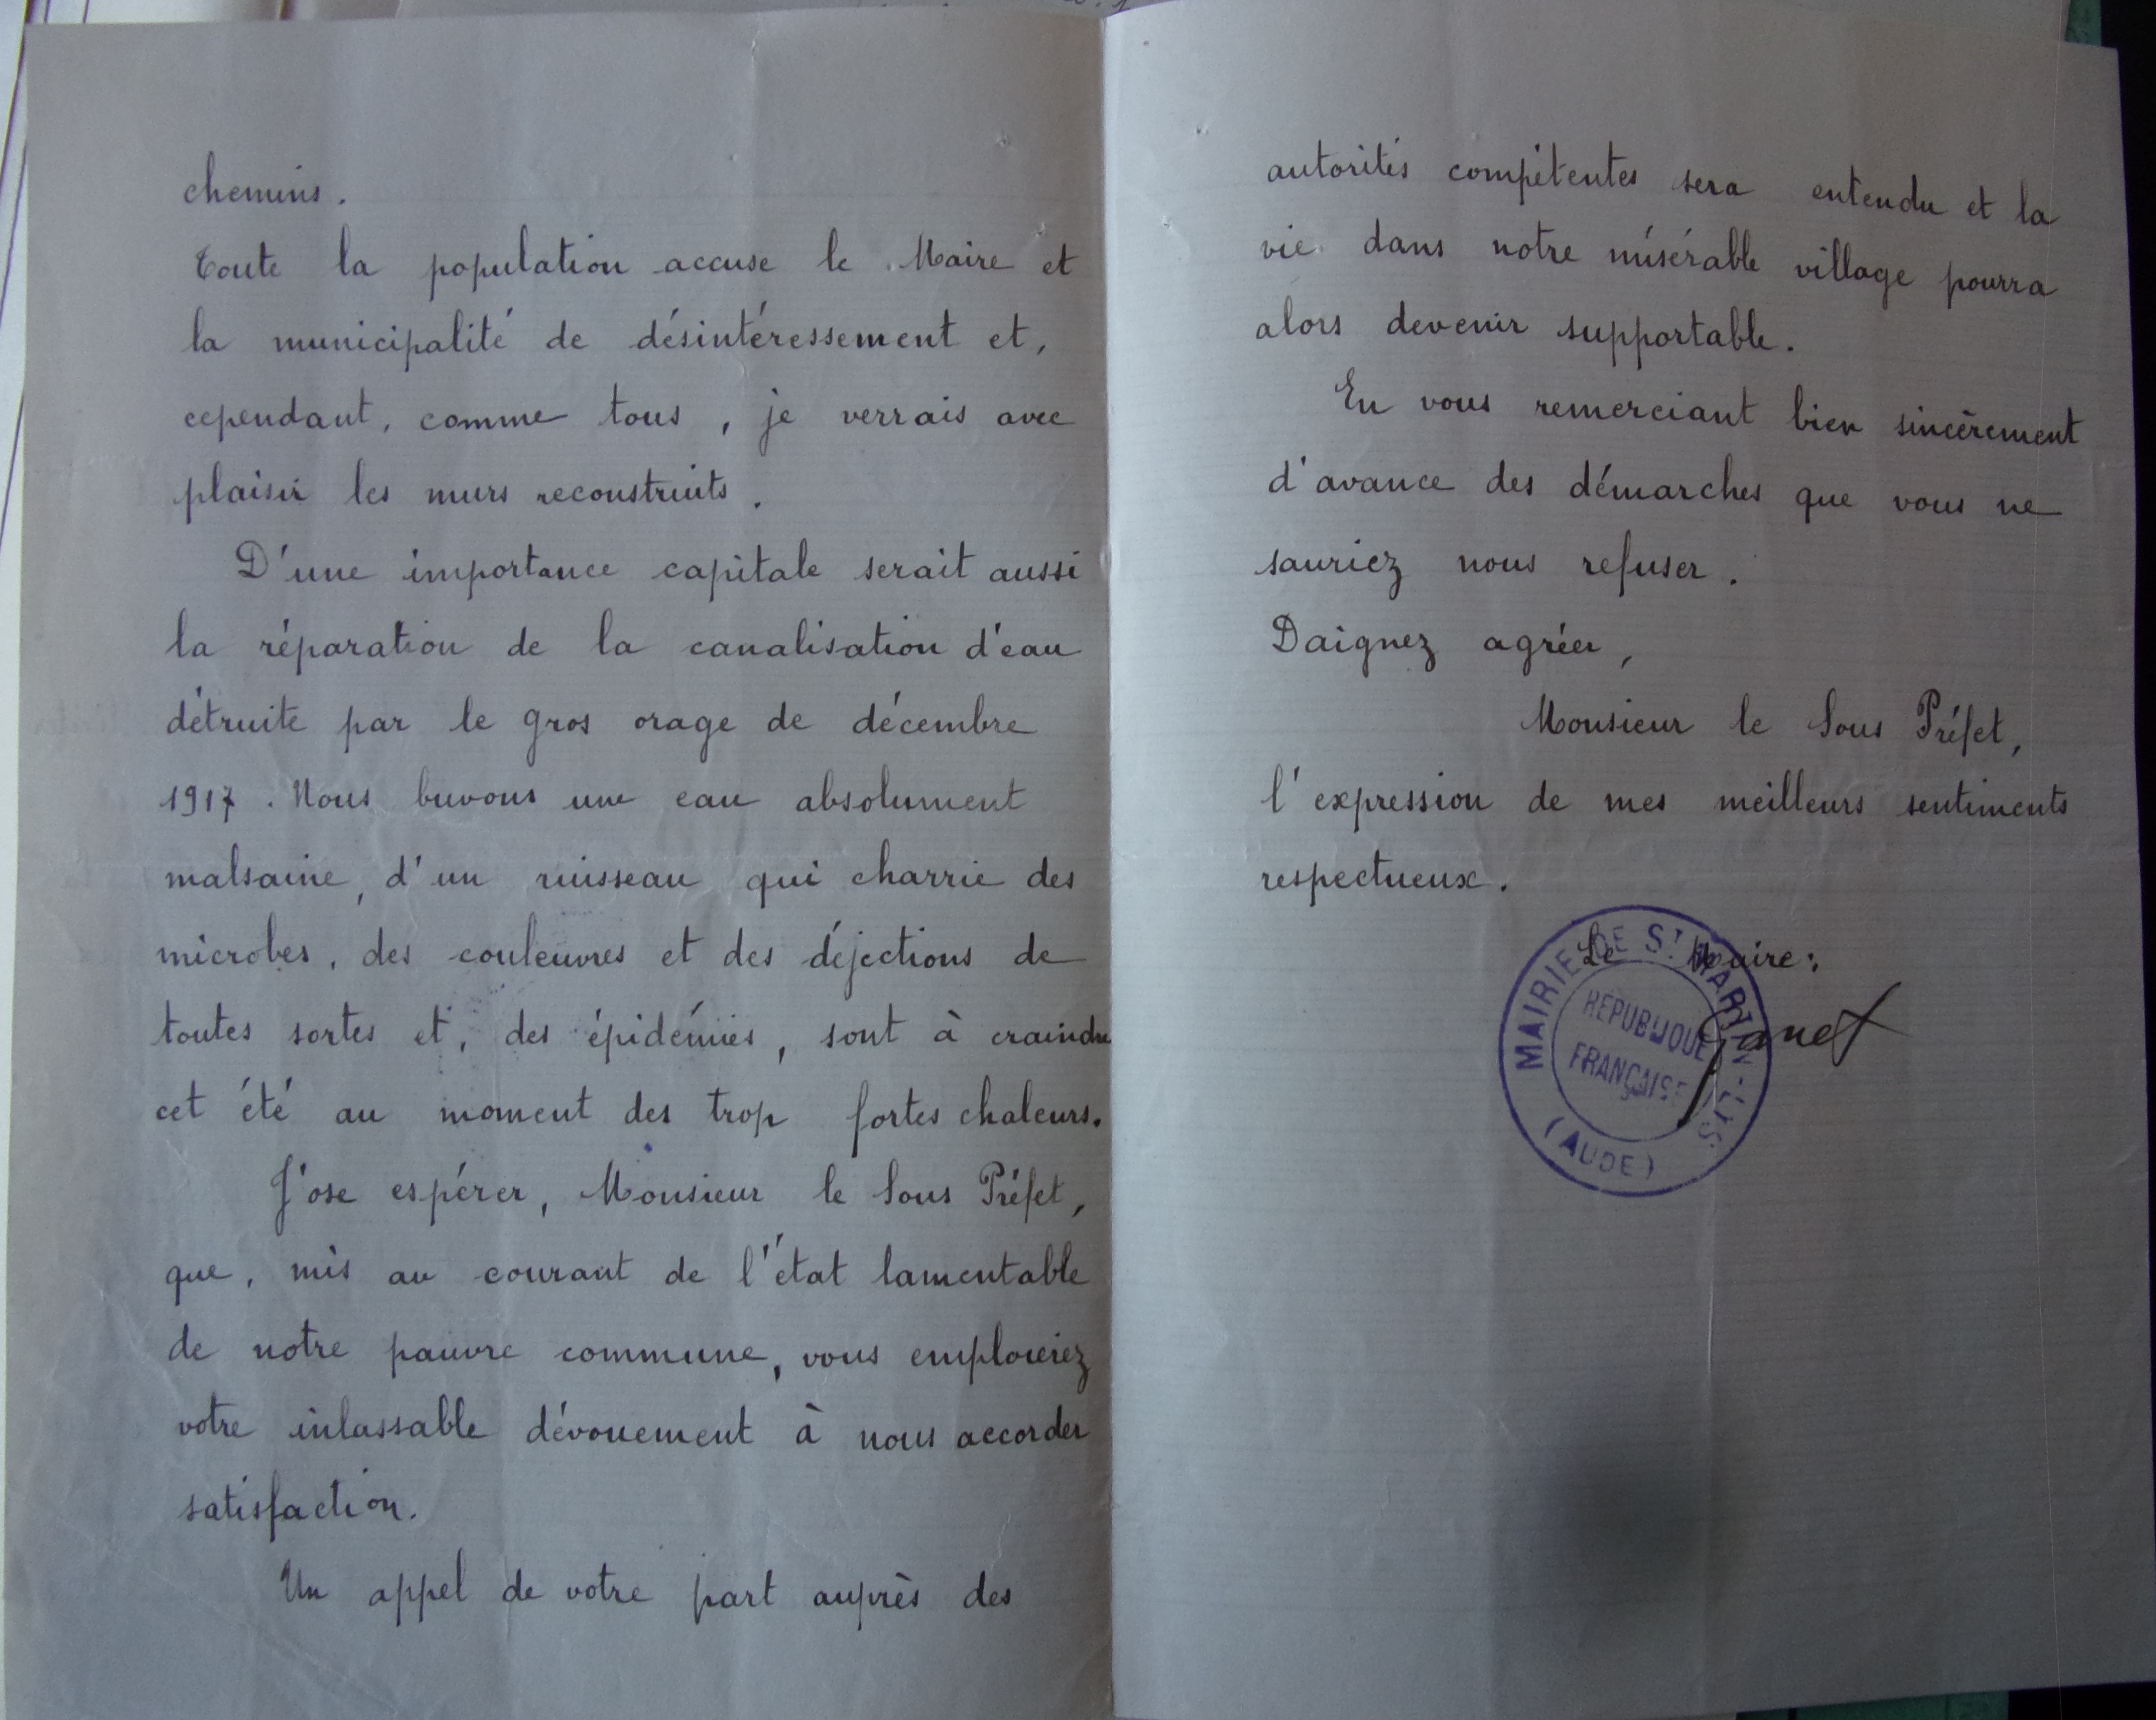 chemins.
Toute la population accuse le Maire et
la municipalité de désintéressement et,
cependant, comme tous, je verrais avec
plaisir les murs reconstruits.
D'une importance capitale serait aussi
la réparation de la canalisation d'eau
détruite par le gros orage de décembre
1917. Nous buvons une eau absolument
malsaine, d'un ruisseau qui charrie des
microbes, des couleuvres et des déjections de
toutes sortes et, des épidémies, sont à craindre
cet été au moment des trop fortes chaleurs.
J'ose espérer, Monsieur le Sous Préfet,
que, mis au courant de l'état lamentable
de notre pauvre commune, vous emploierez
votre inlassable dévouement à nous accorder
satisfaction.
Un appel de votre part auprès des
autorités compétentes sera entendu et la
vie dans notre misérable village pourra
alors devenir supportable.
En vous remerciant bien sincèrement
d'avance des démarches que vous ne
sauriez nous refuser.
Daignez agréer,
Monsieur le Sous Préfet,
l'expression de mes meilleurs sentiments
respectueux.
Le Maire:
MAIRIE DE ST MARTIN-LYS
RÉPUBLIQUE
FRANÇAISE
(AUDE)